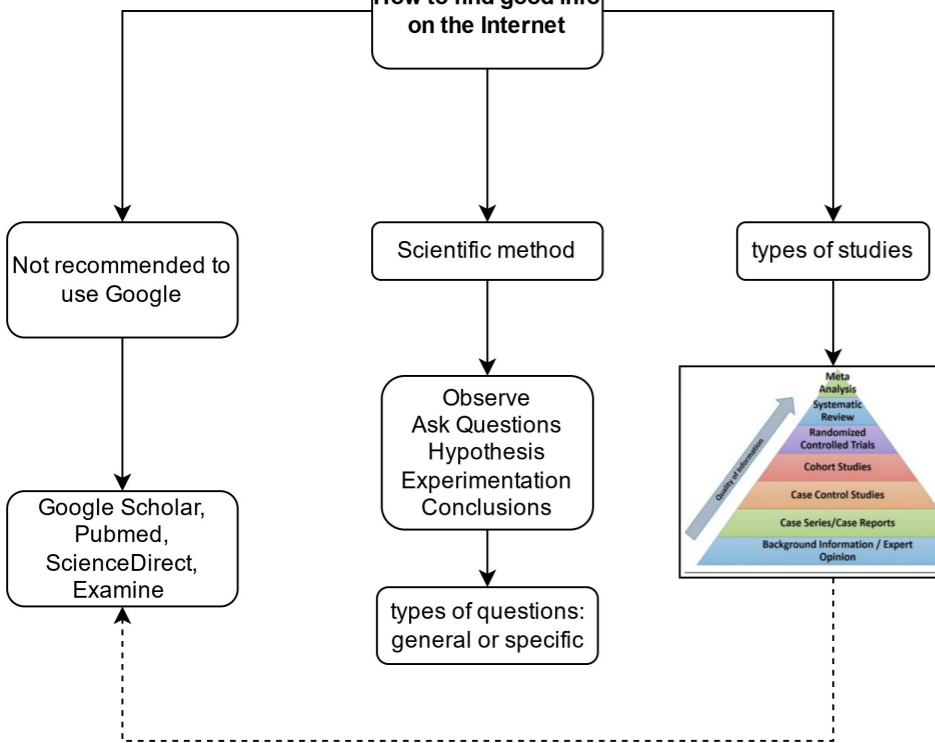 How to find good info
on the Internet
Not recommended to
use Google
Scientific method
types of studies
Observe
Ask Questions
Hypothesis
Experimentation
Conclusions
Meta
Analysis
Systematic
Review
Randomized
Controlled Trials
Cohort Studies
Case Control Studies
Case Series/Case Reports
Background Information / Expert
Opinion
Quality of Information
Google Scholar,
Pubmed,
ScienceDirect,
Examine
types of questions:
general or specific